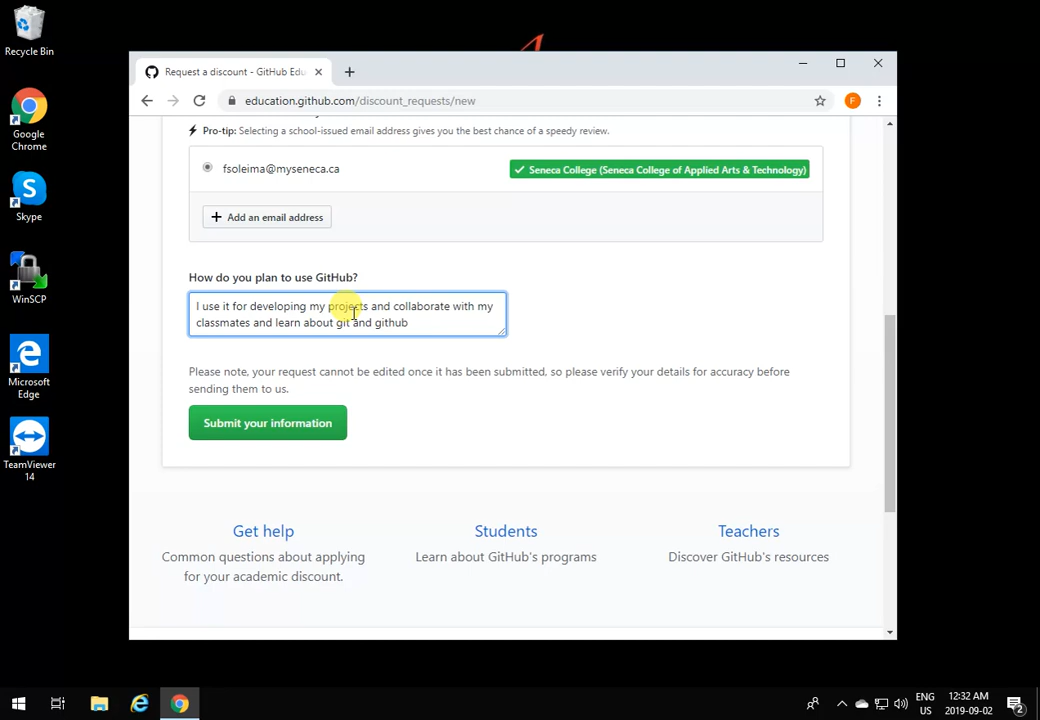 Recycle Bin
Google
Chrome
Skype
WinSCP
Microsoft
Edge
TeamViewer
14
Request a discount - GitHub Edu
education.github.com/discount_requests/new
F
Pro-tip: Selecting a school-issued email address gives you the best chance of a speedy review.
fsoleima@myseneca.ca
Seneca College (Seneca College of Applied Arts & Technology)
+ Add an email address
How do you plan to use GitHub?
I use it for developing my projects and collaborate with my
classmates and learn about git and github
Please note, your request cannot be edited once it has been submitted, so please verify your details for accuracy before
sending them to us.
Submit your information
Get help
Common questions about applying
for your academic discount.
Students
Learn about GitHub's programs
Teachers
Discover GitHub's resources
ENG
US
12:32 AM
2019-09-02
2